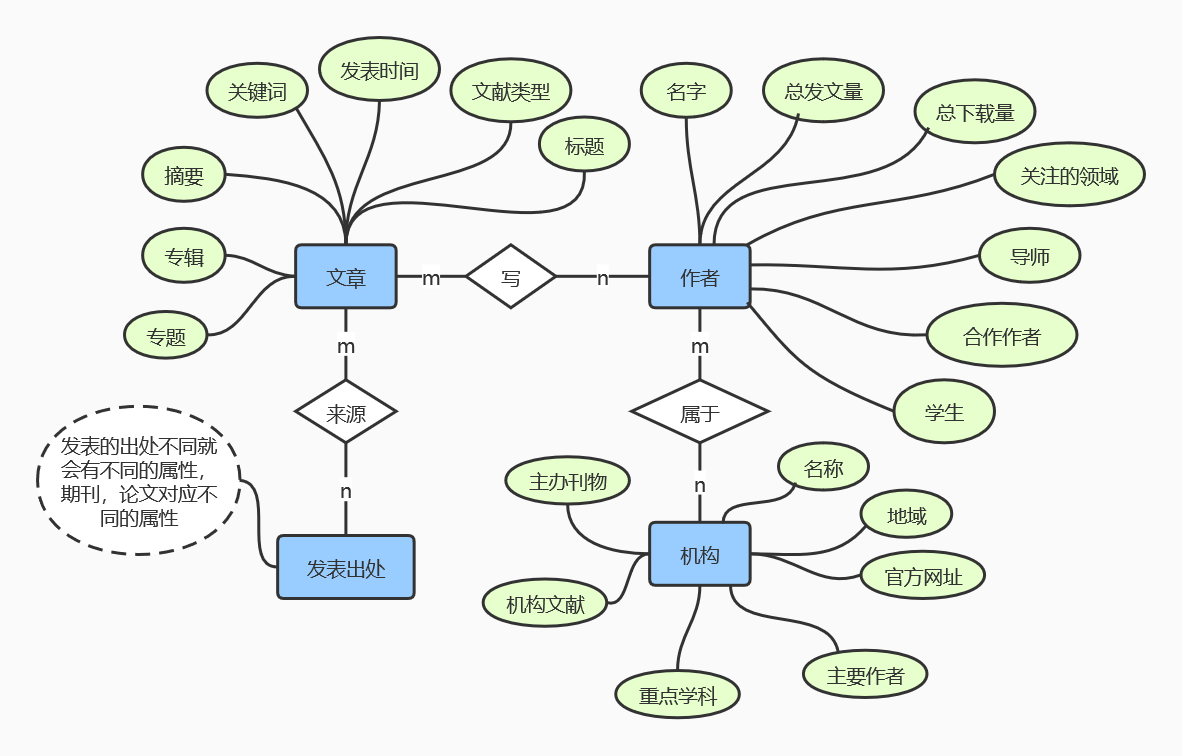 发表时间
关键词
文献类型
标题
摘要
专辑
专题
名字
总发文量
总下载量
关注的领域
导师
合作作者
学生
文章
m
写
n
作者
m
来源
n
发表出处
发表的出处不同就
会有不同的属性，
期刊，论文对应不
同的属性
m
属于
n
机构
主办刊物
机构文献
重点学科
名称
地域
官方网址
主要作者